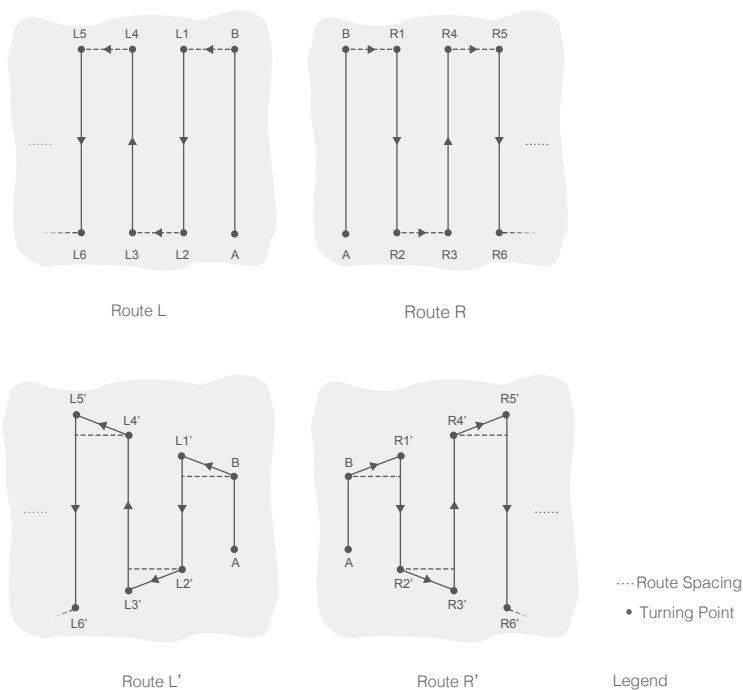 L5 L4 L1 B
L6 L3 L2 A
Route L
B R1 R4 R5
A R2 R3 R6
Route R
L5’
L4’
L1’
B
A
L2’
L3’
L6’
Route L’
R5’
R4’
R1’
B
A
R2’
R3’
R6’
Route R’
Route Spacing
Turning Point
Legend